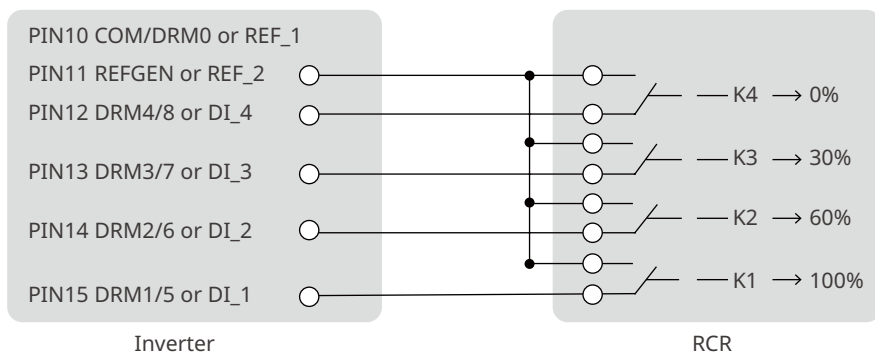 PIN10 COM/DRM0 or REF_1
PIN11 REFGEN or REF_2
PIN12 DRM4/8 or DI_4
K4 → 0%
PIN13 DRM3/7 or DI_3
K3 → 30%
PIN14 DRM2/6 or DI_2
K2 → 60%
PIN15 DRM1/5 or DI_1
K1 → 100%
Inverter
RCR